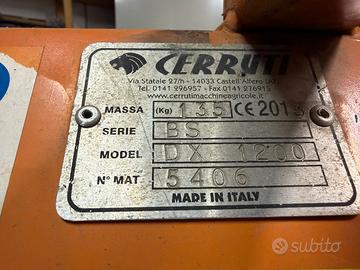 CERRUTI
Via Statale 27/h - 14033 Castell'Alfero (AT)
Tel. 0141 296957 - Fax 0141 276915
www.cerrutimacchineagricole.it
MASSA (Kg) 135 CE 2013
SERIE BS
MODEL DX 1200
N° MAT 5406
MADE IN ITALY
subito